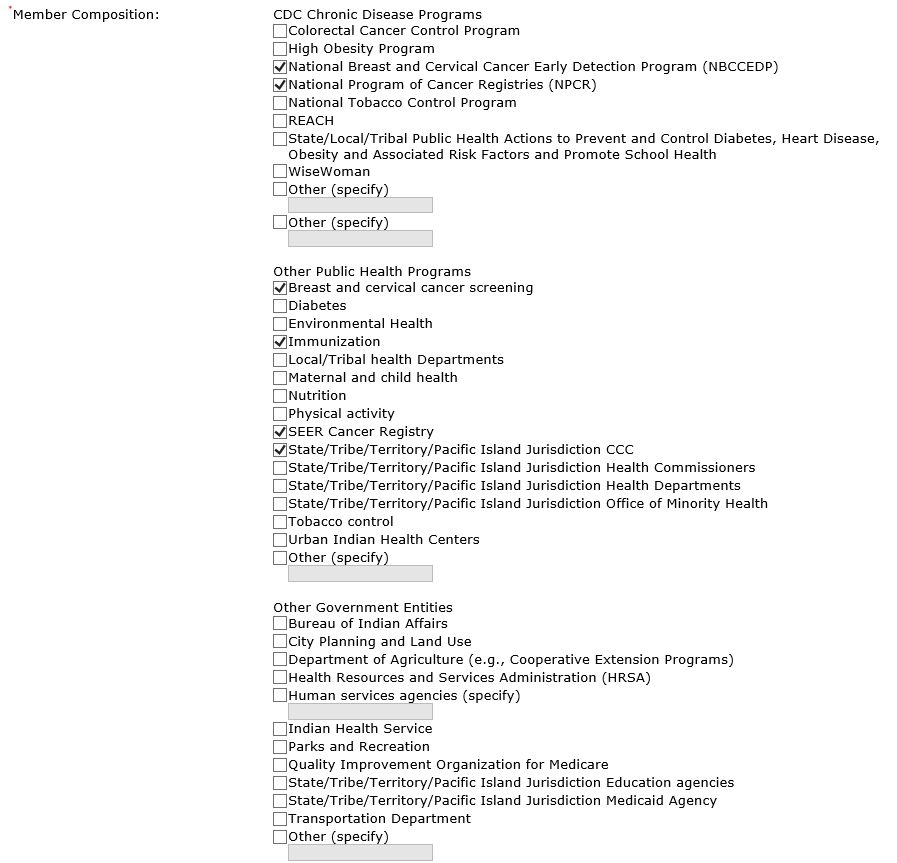 *Member Composition:
CDC Chronic Disease Programs
Colorectal Cancer Control Program
High Obesity Program
National Breast and Cervical Cancer Early Detection Program (NBCCEDP)
National Program of Cancer Registries (NPCR)
National Tobacco Control Program
REACH
State/Local/Tribal Public Health Actions to Prevent and Control Diabetes, Heart Disease,
Obesity and Associated Risk Factors and Promote School Health
WiseWoman
Other (specify)
Other (specify)
Other Public Health Programs
Breast and cervical cancer screening
Diabetes
Environmental Health
Immunization
Local/Tribal health Departments
Maternal and child health
Nutrition
Physical activity
SEER Cancer Registry
State/Tribe/Territory/Pacific Island Jurisdiction CCC
State/Tribe/Territory/Pacific Island Jurisdiction Health Commissioners
State/Tribe/Territory/Pacific Island Jurisdiction Health Departments
State/Tribe/Territory/Pacific Island Jurisdiction Office of Minority Health
Tobacco control
Urban Indian Health Centers
Other (specify)
Other Government Entities
Bureau of Indian Affairs
City Planning and Land Use
Department of Agriculture (e.g., Cooperative Extension Programs)
Health Resources and Services Administration (HRSA)
Human services agencies (specify)
Indian Health Service
Parks and Recreation
Quality Improvement Organization for Medicare
State/Tribe/Territory/Pacific Island Jurisdiction Education agencies
State/Tribe/Territory/Pacific Island Jurisdiction Medicaid Agency
Transportation Department
Other (specify)